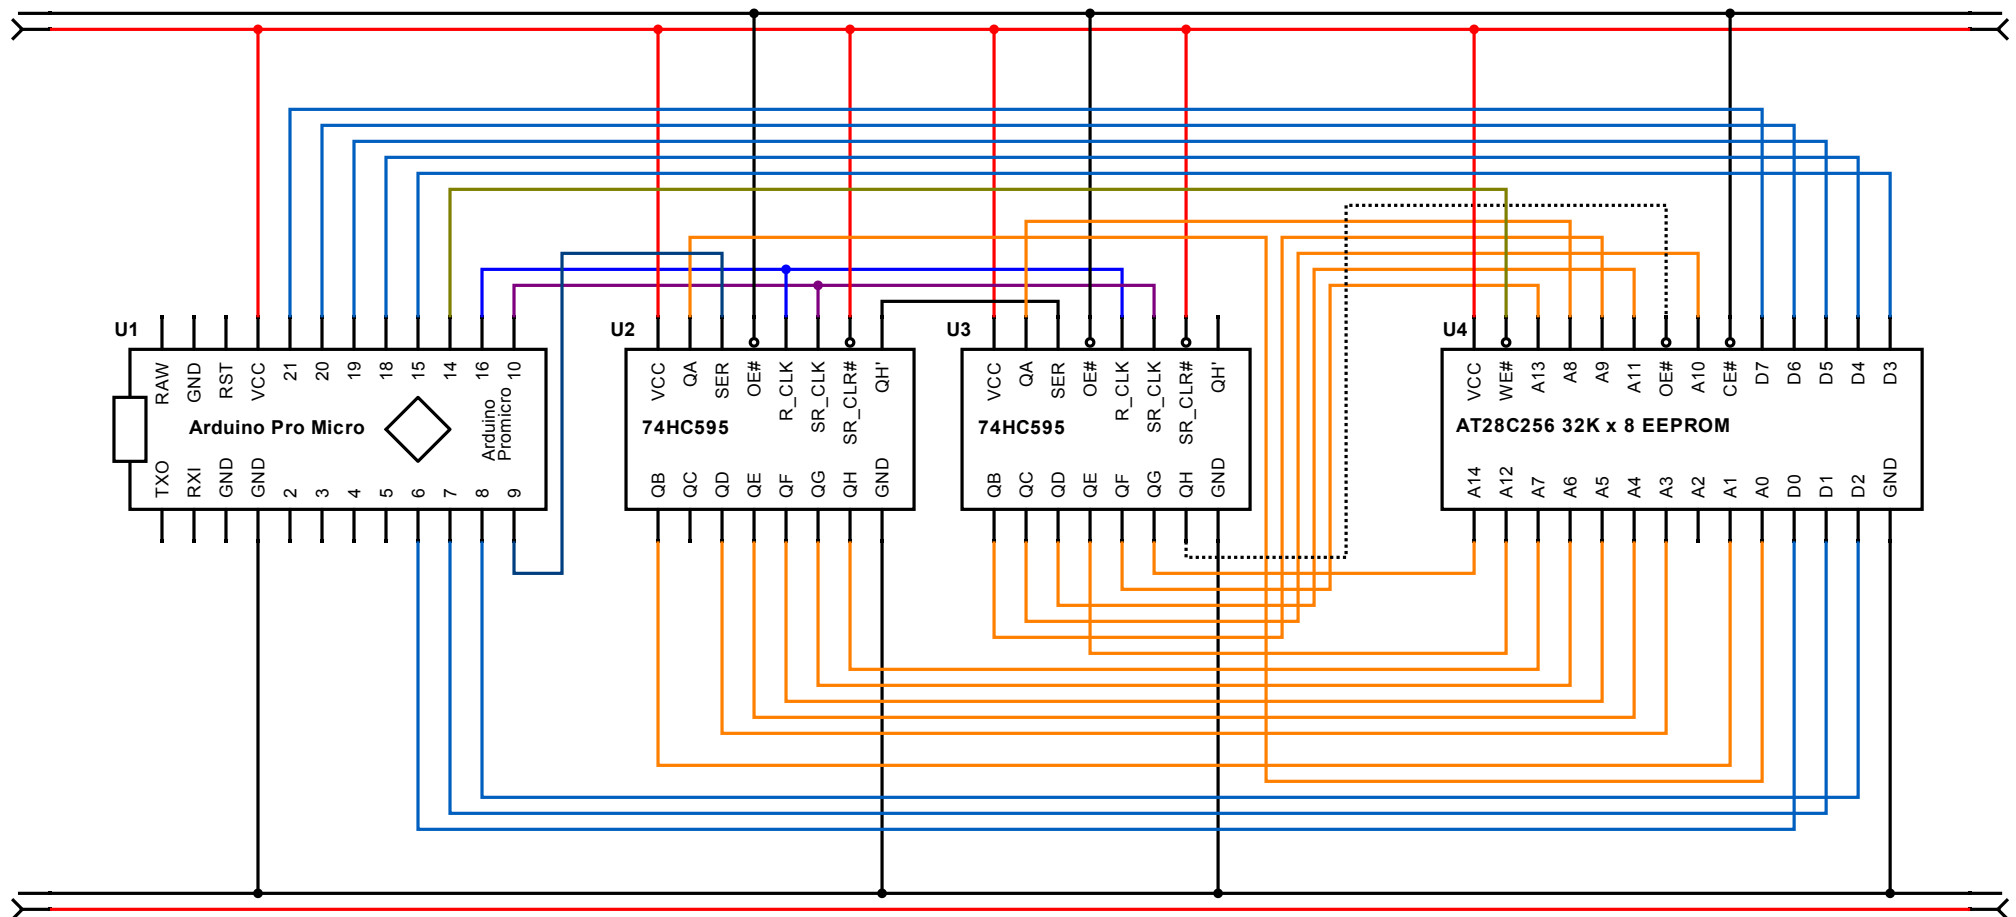 U1
RAW
GND
RST
VCC
21
20
19
18
15
14
16
10
Arduino Pro Micro
Arduino
Promicro
TXO
RXI
GND
GND
2
3
4
5
6
7
8
9
U2
VCC
QA
SER
OE#
R_CLK
SR_CLK
SR_CLR#
QH'
74HC595
QB
QC
QD
QE
QF
QG
QH
GND
U3
VCC
QA
SER
OE#
R_CLK
SR_CLK
SR_CLR#
QH'
74HC595
QB
QC
QD
QE
QF
QG
QH
GND
U4
VCC
WE#
A13
A8
A9
A11
OE#
A10
CE#
D7
D6
D5
D4
D3
AT28C256 32K x 8 EEPROM
A14
A12
A7
A6
A5
A4
A3
A2
A1
A0
D0
D1
D2
GND